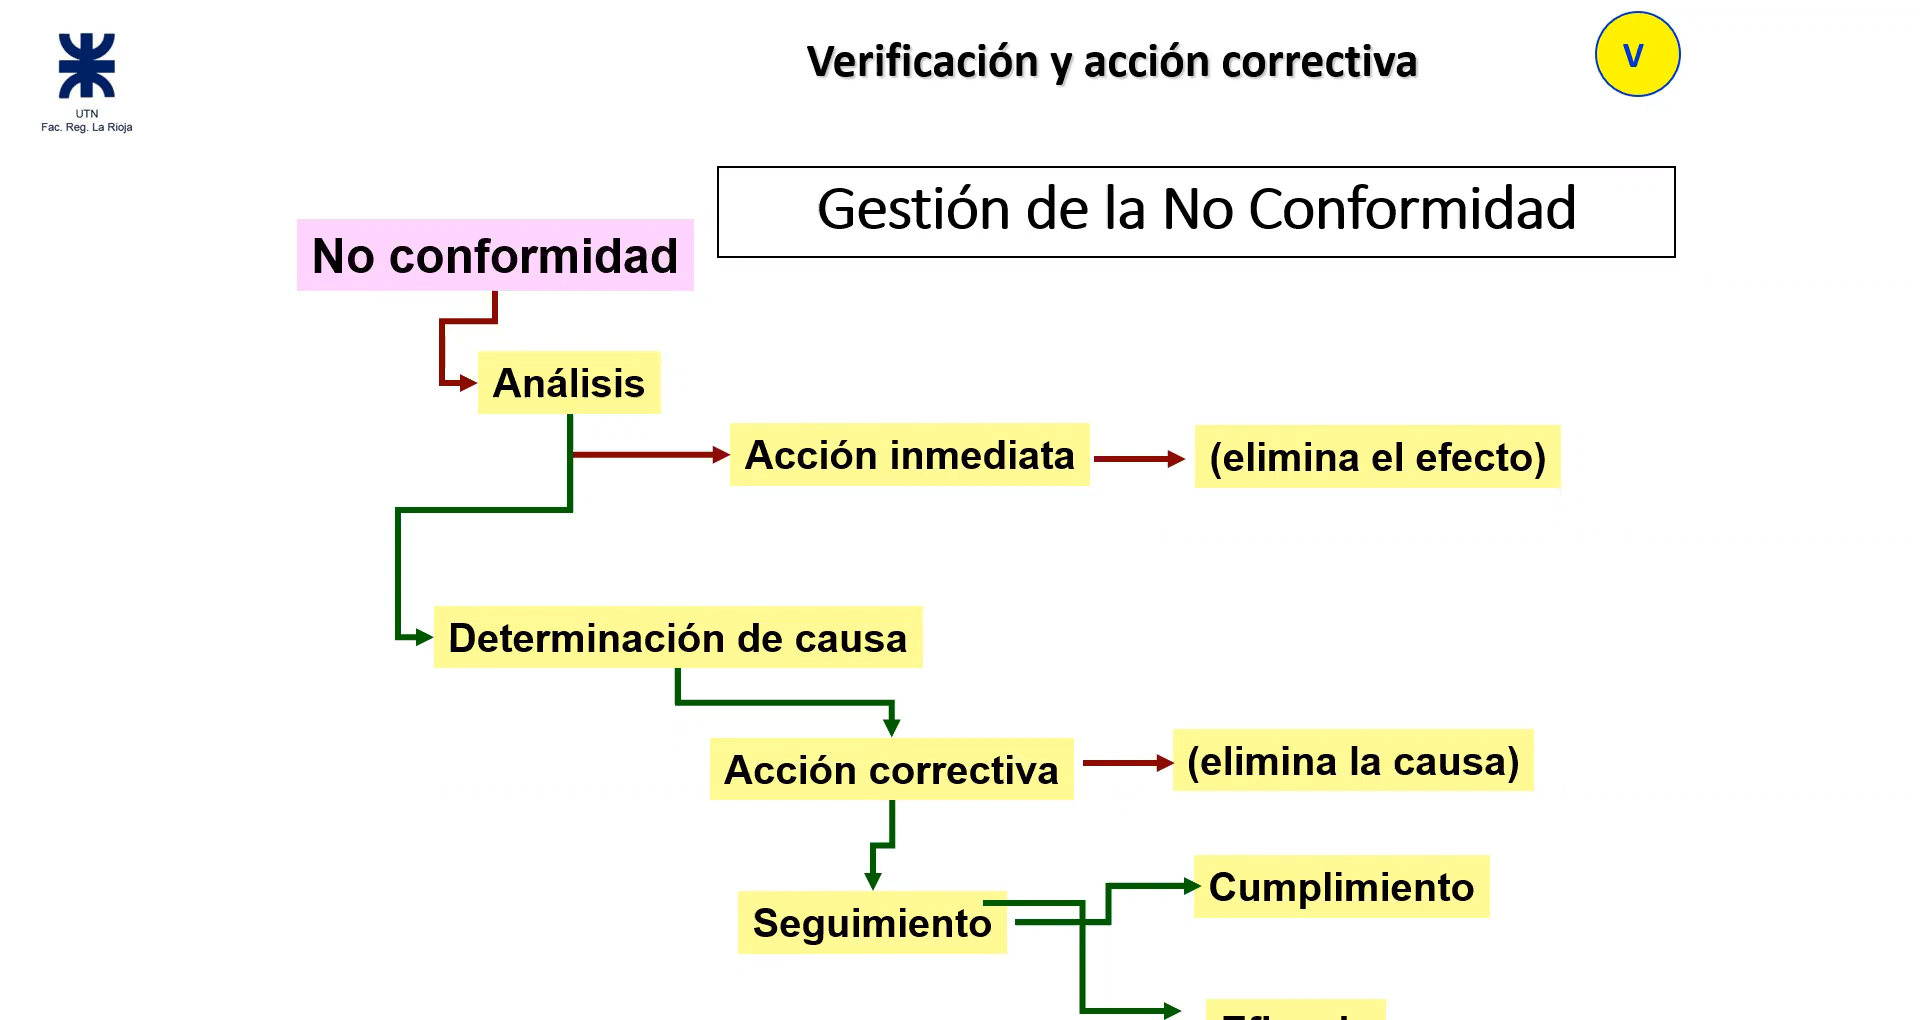 UTN
Fac. Reg. La Rioja
Verificación y acción correctiva
V
Gestión de la No Conformidad
No conformidad
Análisis
Acción inmediata
(elimina el efecto)
Determinación de causa
Acción correctiva
(elimina la causa)
Seguimiento
Cumplimiento